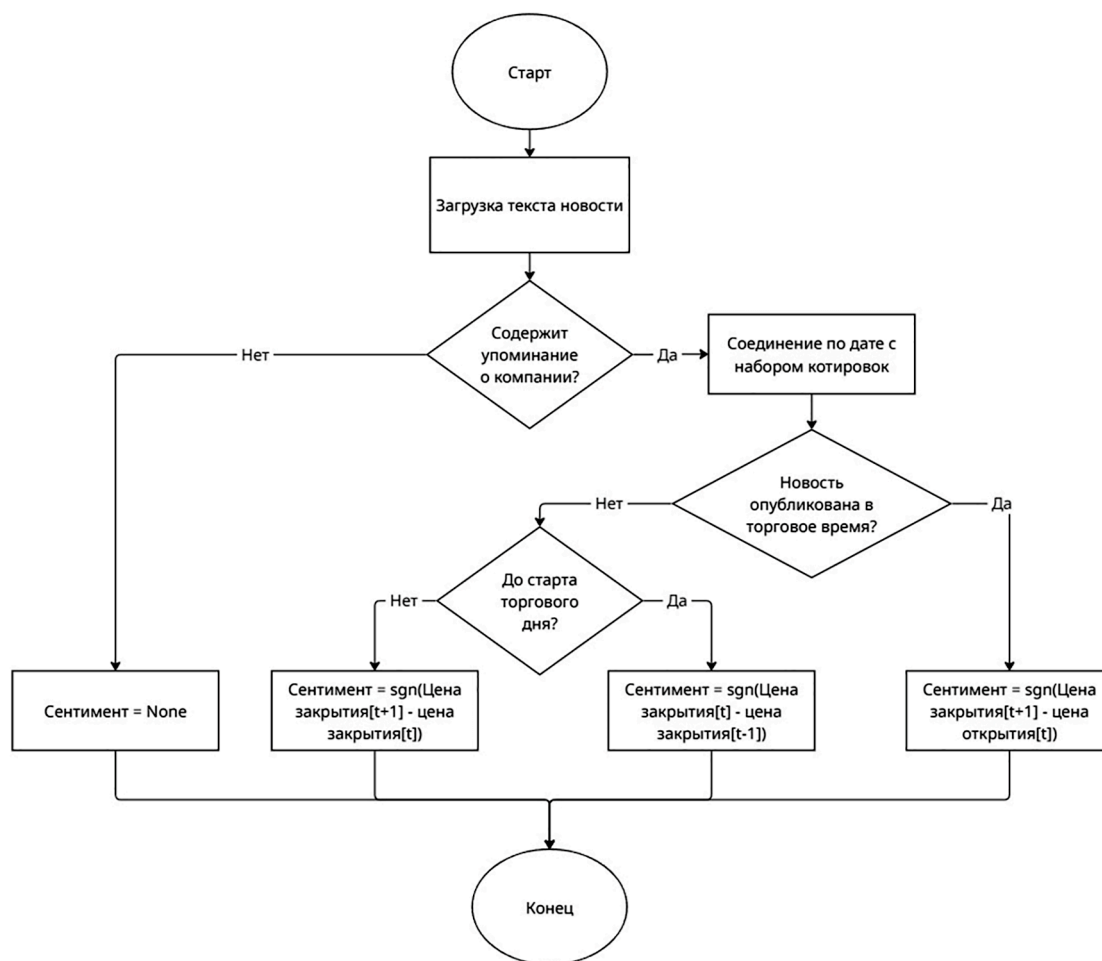 Старт
Загрузка текста новости
Содержит
упоминание
о компании?
Нет
Да
Соединение по дате с
набором котировок
Новость
опубликована в
торговое время?
Нет
Да
До старта
торгового
дня?
Нет
Да
Сентимент = None
Сентимент = sgn(Цена
закрытия[t+1] - цена
закрытия[t])
Сентимент = sgn(Цена
закрытия[t] - цена
закрытия[t-1])
Сентимент = sgn(Цена
закрытия[t+1] - цена
открытия[t])
Конец